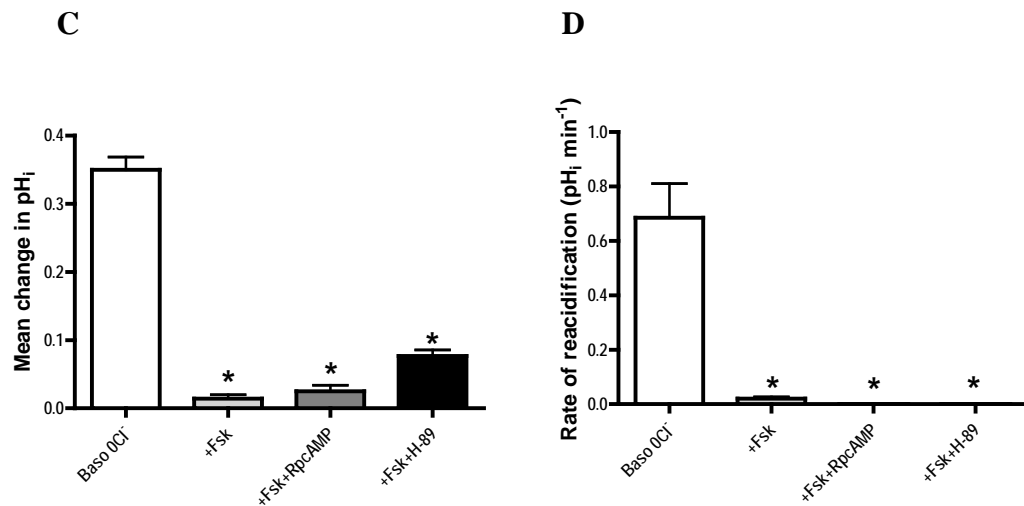 C
Mean change in pHi
0.4
0.3
0.2
0.1
0.0
*
*
*
Baso 0Cl⁻
+Fsk
+Fsk+RpcAMP
+Fsk+H-89
D
Rate of reacidification (pHi min⁻¹)
1.0
0.8
0.6
0.4
0.2
0.0
*
*
*
Baso 0Cl⁻
+Fsk
+Fsk+RpcAMP
+Fsk+H-89